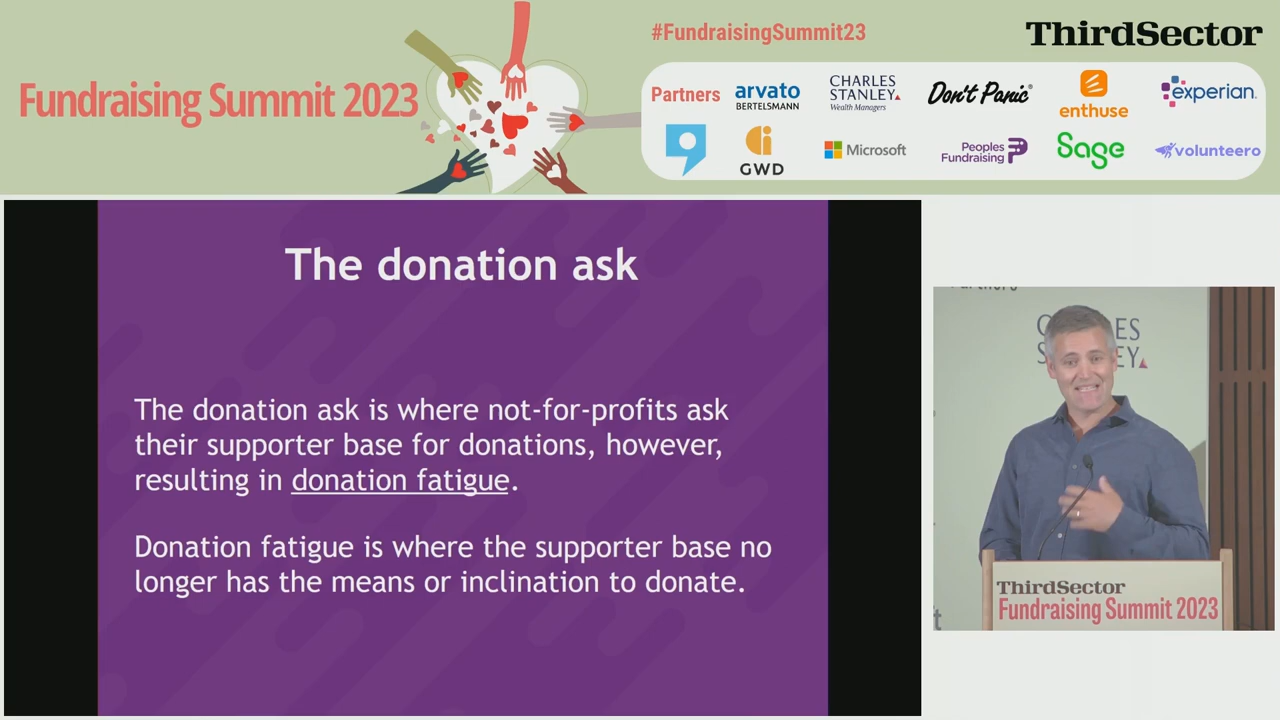 Fundraising Summit 2023
#FundraisingSummit23
ThirdSector
Partners
arvato
BERTELSMANN
CHARLES
STANLEY
Wealth Managers
Don't Panic
enthuse
experian.
GWD
Microsoft
Peoples
Fundraising
Sage
volunteero
The donation ask
The donation ask is where not-for-profits ask
their supporter base for donations, however,
resulting in donation fatigue.
Donation fatigue is where the supporter base no
longer has the means or inclination to donate.
ThirdSector
Fundraising Summit 2023